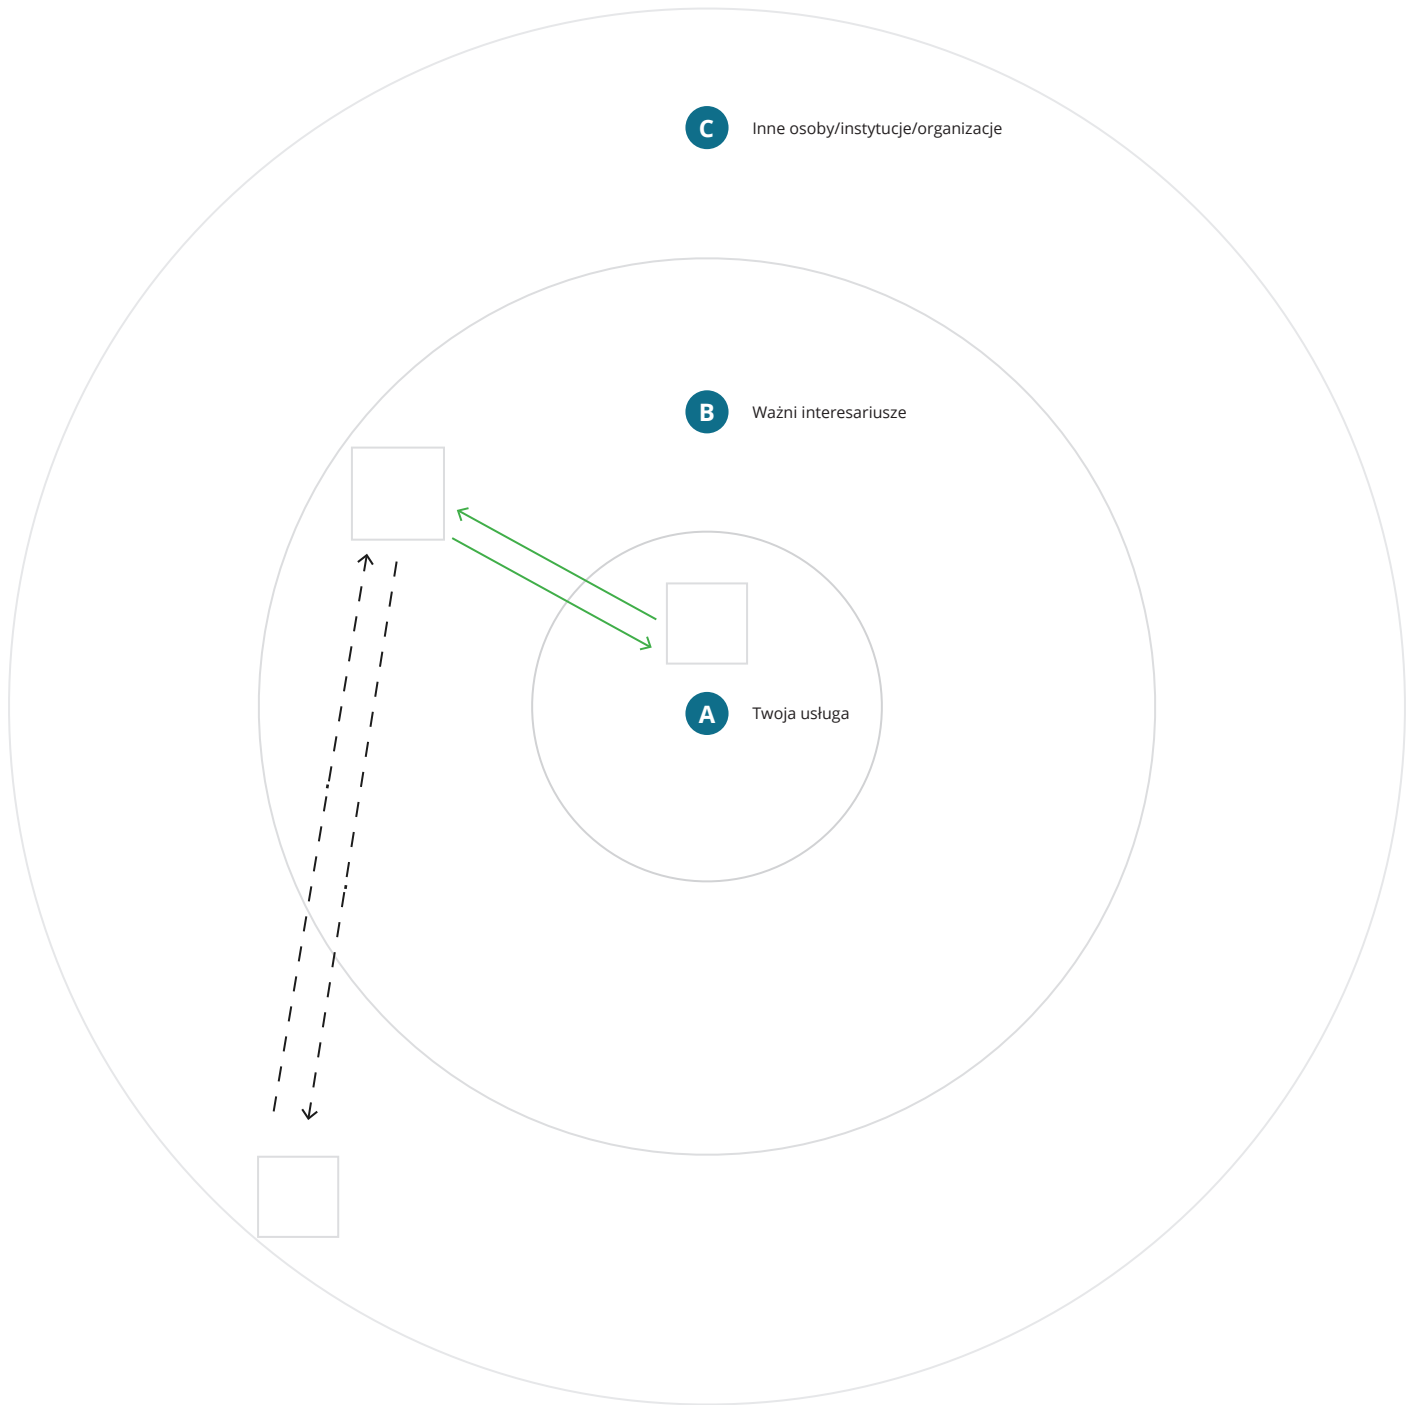 C Inne osoby/instytucje/organizacje
B Ważni interesariusze
A Twoja usługa